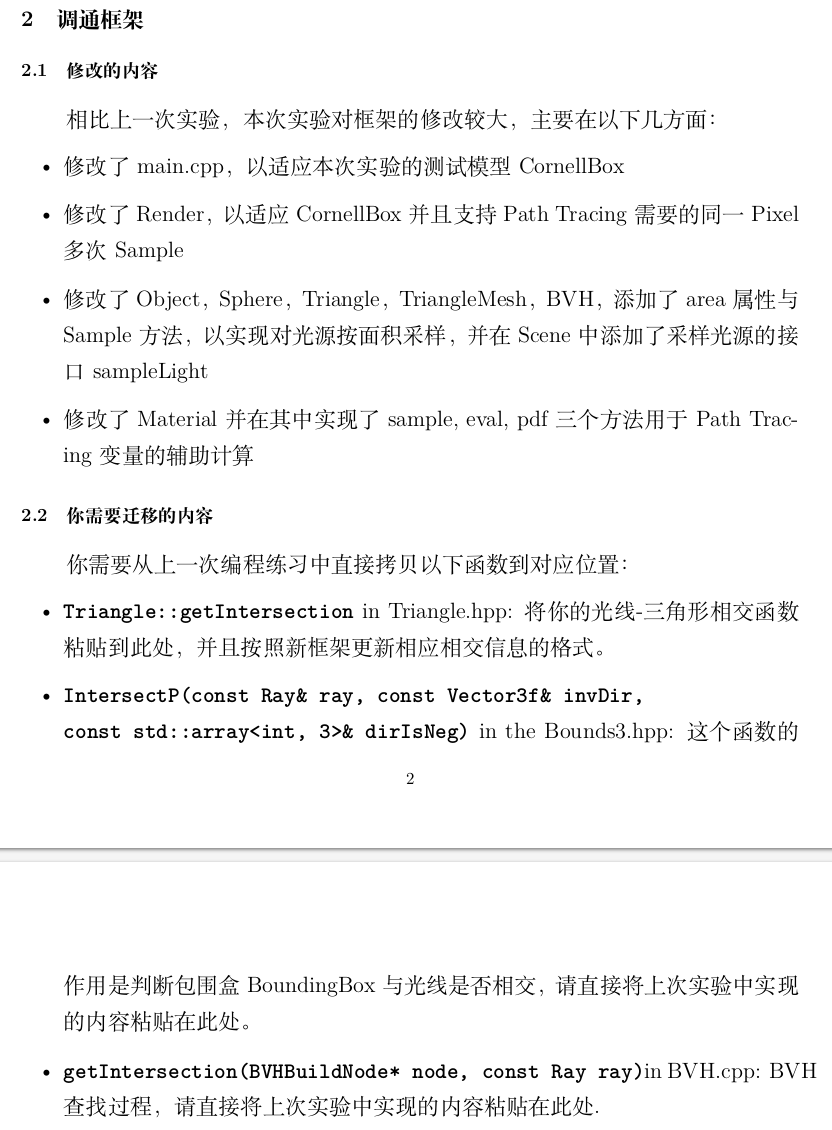 2 调通框架
2.1 修改的内容
相比上一次实验，本次实验对框架的修改较大，主要在以下几方面：
• 修改了 main.cpp，以适应本次实验的测试模型 CornellBox
• 修改了 Render，以适应 CornellBox 并且支持 Path Tracing 需要的同一 Pixel
多次 Sample
• 修改了 Object，Sphere，Triangle，TriangleMesh，BVH，添加了 area 属性与
Sample 方法，以实现对光源按面积采样，并在 Scene 中添加了采样光源的接
口 sampleLight
• 修改了 Material 并在其中实现了 sample, eval, pdf 三个方法用于 Path Trac-
ing 变量的辅助计算
2.2 你需要迁移的内容
你需要从上一次编程练习中直接拷贝以下函数到对应位置：
• Triangle::getIntersection in Triangle.hpp: 将你的光线-三角形相交函数
粘贴到此处，并且按照新框架更新相应相交信息的格式。
• IntersectP(const Ray& ray, const Vector3f& invDir,
const std::array<int, 3>& dirIsNeg) in the Bounds3.hpp: 这个函数的
2
作用是判断包围盒 BoundingBox 与光线是否相交，请直接将上次实验中实现
的内容粘贴在此处。
• getIntersection(BVHBuildNode* node, const Ray ray)in BVH.cpp: BVH
查找过程，请直接将上次实验中实现的内容粘贴在此处.